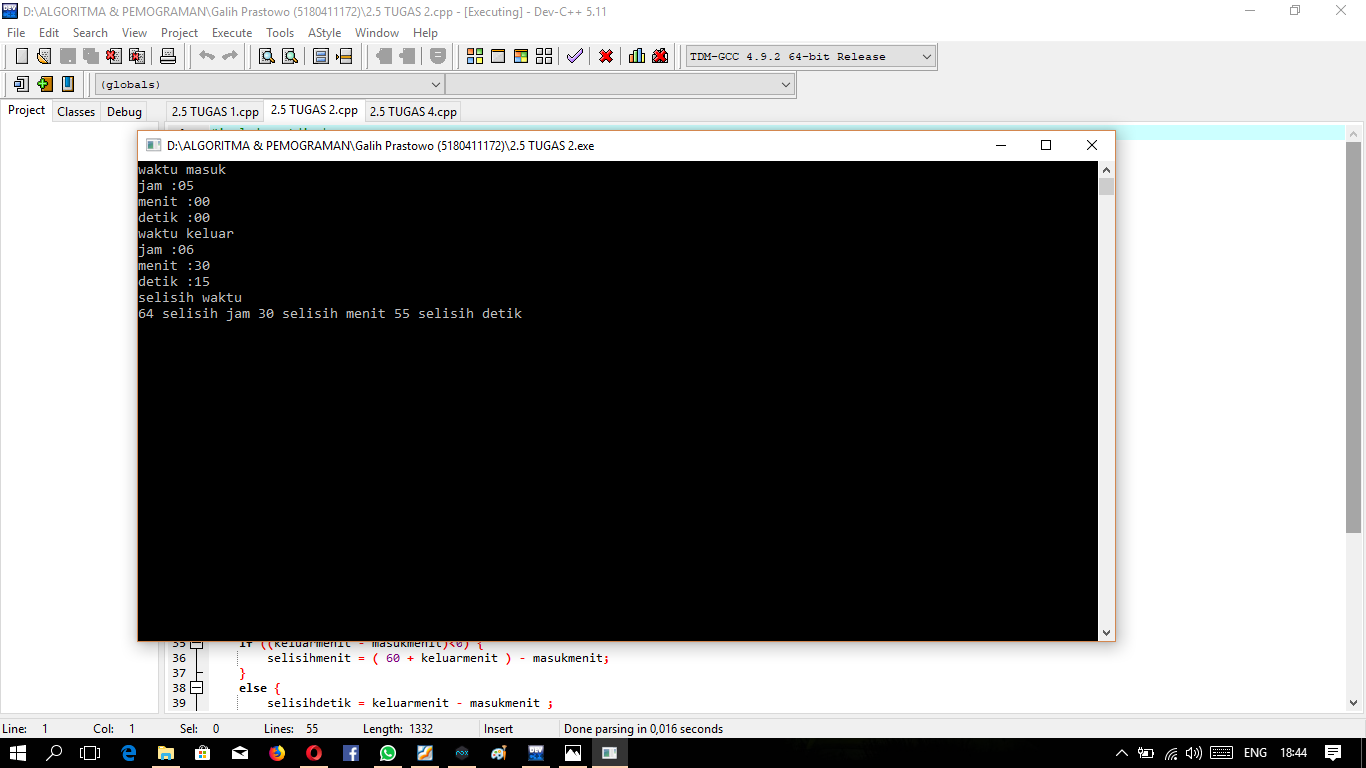 D:\ALGORITMA & PEMOGRAMAN\Galih Prastowo (5180411172)\2.5 TUGAS 2.cpp - [Executing] - Dev-C++ 5.11
File Edit Search View Project Execute Tools AStyle Window Help
TDM-GCC 4.9.2 64-bit Release
(globals)
Project Classes Debug 2.5 TUGAS 1.cpp 2.5 TUGAS 2.cpp 2.5 TUGAS 4.cpp
D:\ALGORITMA & PEMOGRAMAN\Galih Prastowo (5180411172)\2.5 TUGAS 2.exe
waktu masuk
jam :05
menit :00
detik :00
waktu keluar
jam :06
menit :30
detik :15
selisih waktu
64 selisih jam 30 selisih menit 55 selisih detik
35 if ((keluarmenit - masukmenit)<0) {
36 selisihmenit = ( 60 + keluarmenit ) - masukmenit;
37 }
38 else {
39 selisihdetik = keluarmenit - masukmenit ;
Line: 1 Col: 1 Sel: 0 Lines: 55 Length: 1332 Insert Done parsing in 0,016 seconds
ENG 18:44